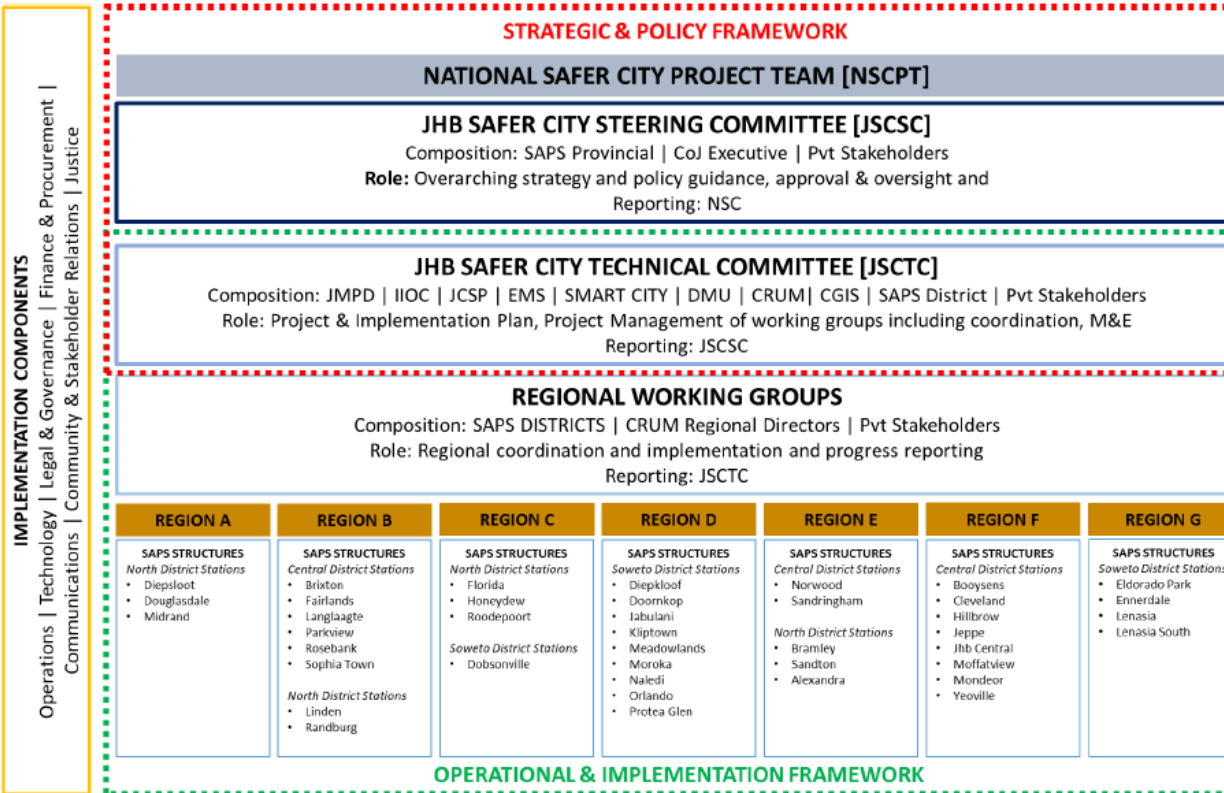 IMPLEMENTATION COMPONENTS
Operations | Technology | Legal & Governance | Finance & Procurement |
Communications | Community & Stakeholder Relations | Justice
STRATEGIC & POLICY FRAMEWORK
NATIONAL SAFER CITY PROJECT TEAM [NSCPT]
JHB SAFER CITY STEERING COMMITTEE [JSCSC]
Composition: SAPS Provincial | CoJ Executive | Pvt Stakeholders
Role: Overarching strategy and policy guidance, approval & oversight and
Reporting: NSC
JHB SAFER CITY TECHNICAL COMMITTEE [JSCTC]
Composition: JMPD | IIOC | JCSP | EMS | SMART CITY | DMU | CRUM| CGIS | SAPS District | Pvt Stakeholders
Role: Project & Implementation Plan, Project Management of working groups including coordination, M&E
Reporting: JSCSC
REGIONAL WORKING GROUPS
Composition: SAPS DISTRICTS | CRUM Regional Directors | Pvt Stakeholders
Role: Regional coordination and implementation and progress reporting
Reporting: JSCTC
REGION A
SAPS STRUCTURES
North District Stations
• Diepsloot
• Douglasdale
• Midrand
REGION B
SAPS STRUCTURES
Central District Stations
• Brixton
• Fairlands
• Langlaagte
• Parkview
• Rosebank
• Sophia Town
North District Stations
• Linden
• Randburg
REGION C
SAPS STRUCTURES
North District Stations
• Florida
• Honeydew
• Roodepoort
Soweto District Stations
• Dobsonville
REGION D
SAPS STRUCTURES
Soweto District Stations
• Diepkloof
• Doornkop
• Jabulani
• Kliptown
• Meadowlands
• Moroka
• Naledi
• Orlando
• Protea Glen
REGION E
SAPS STRUCTURES
Central District Stations
• Norwood
• Sandringham
North District Stations
• Bramley
• Sandton
• Alexandra
REGION F
SAPS STRUCTURES
Central District Stations
• Booysens
• Cleveland
• Hillbrow
• Jeppe
• Jhb Central
• Moffatview
• Mondeor
• Yeoville
REGION G
SAPS STRUCTURES
Soweto District Stations
• Eldorado Park
• Ennerdale
• Lenasia
• Lenasia South
OPERATIONAL & IMPLEMENTATION FRAMEWORK